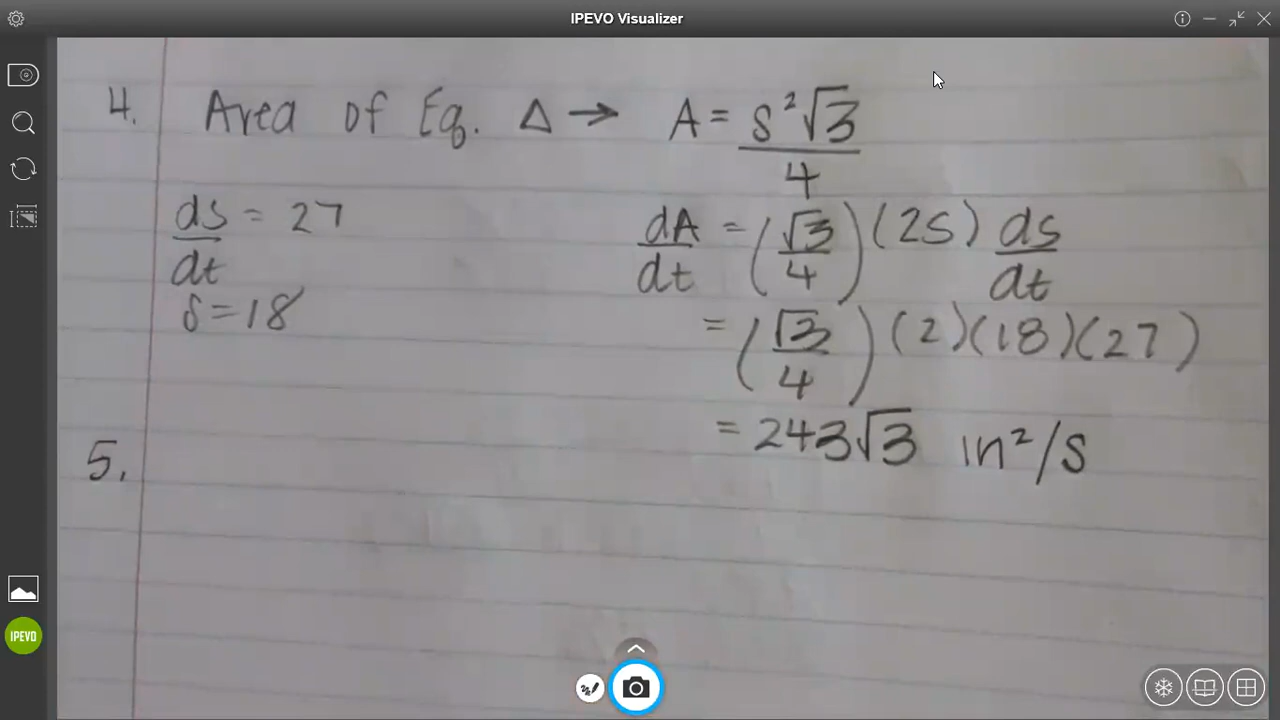 IPEVO Visualizer
4. Area of Eq. △ → A = s²√3/4
ds/dt = 27
dA/dt = (√3/4)(2s) ds/dt
s = 18
= (√3/4)(2)(18)(27)
= 243√3 in²/s
5.
IPEVO